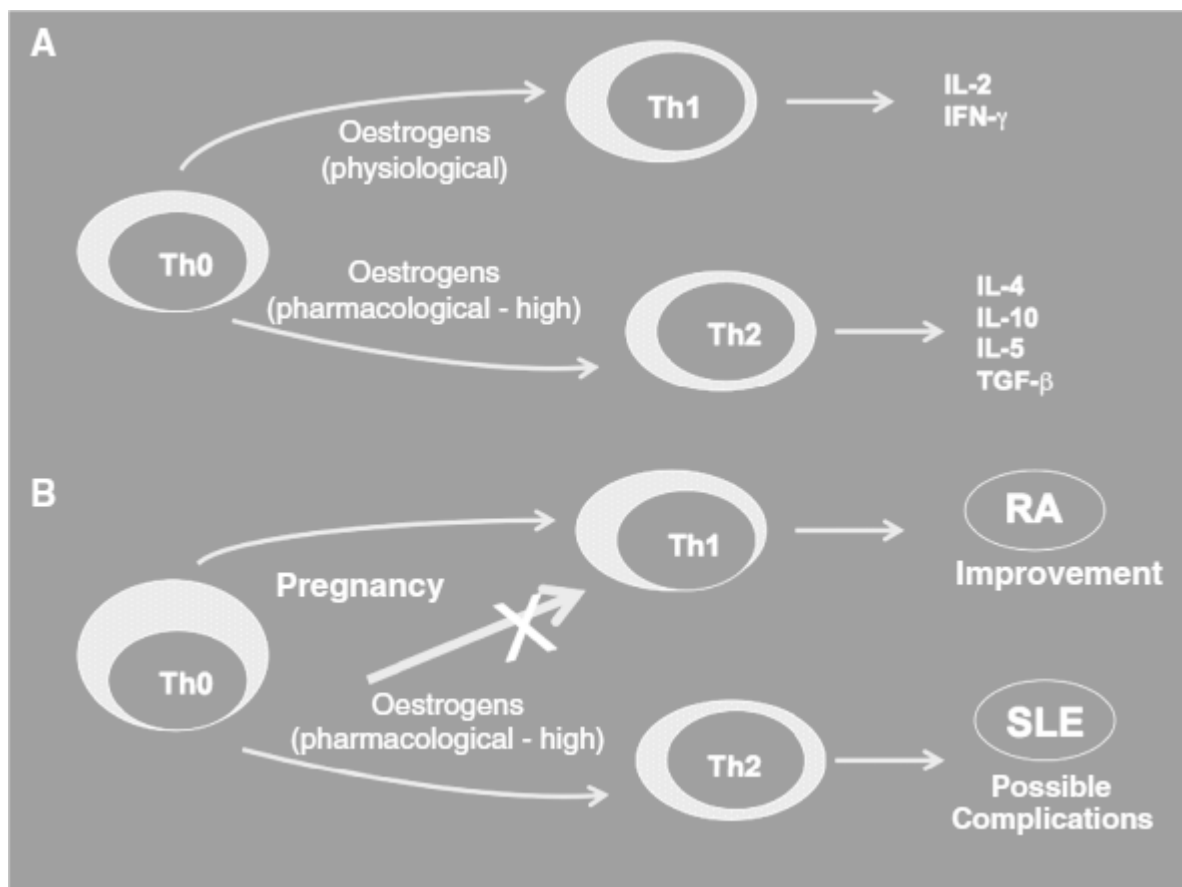 A
Th1
IL-2
IFN-γ
Oestrogens
(physiological)
Th0
Oestrogens
(pharmacological - high)
Th2
IL-4
IL-10
IL-5
TGF-β
B
Th1
RA
Improvement
Pregnancy
X
Th0
Oestrogens
(pharmacological - high)
Th2
SLE
Possible
Complications